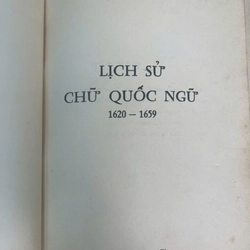 LỊCH SỬ
CHỮ QUỐC NGỮ
1620 — 1659